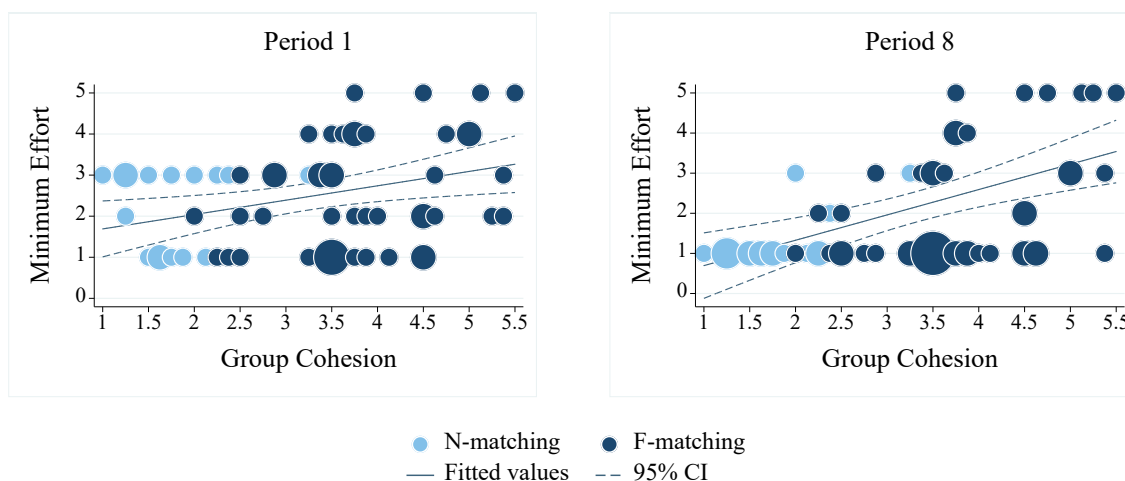 Period 1
Minimum Effort
5
4
3
2
1
0
1 1.5 2 2.5 3 3.5 4 4.5 5 5.5
Group Cohesion
Period 8
Minimum Effort
5
4
3
2
1
0
1 1.5 2 2.5 3 3.5 4 4.5 5 5.5
Group Cohesion
N-matching F-matching
Fitted values 95% CI